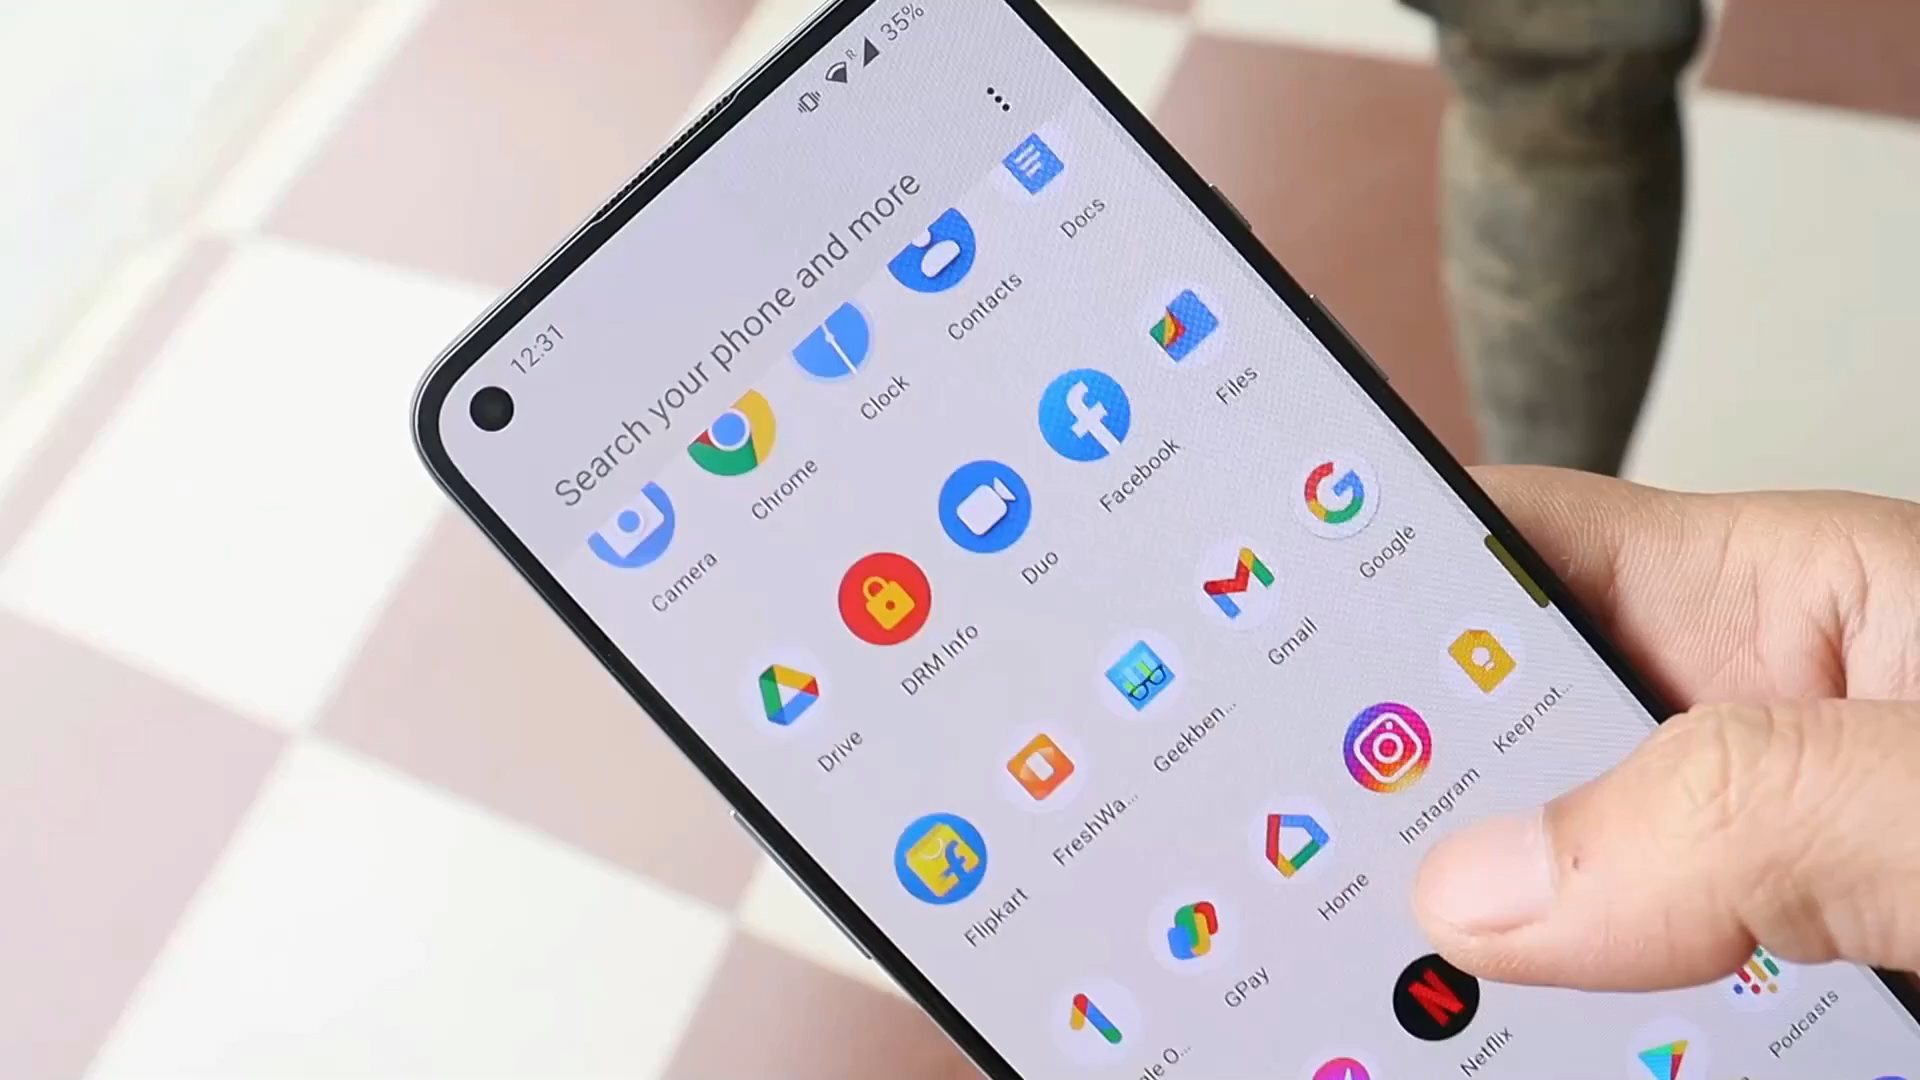 12:31
R 35%
Search your phone and more
Camera
Chrome
Clock
Contacts
Docs
Drive
DRM Info
Duo
Facebook
Files
Flipkart
FreshWa...
Geekben...
Gmail
Google
GPay
Home
Instagram
Keep not...
Netflix
Podcasts